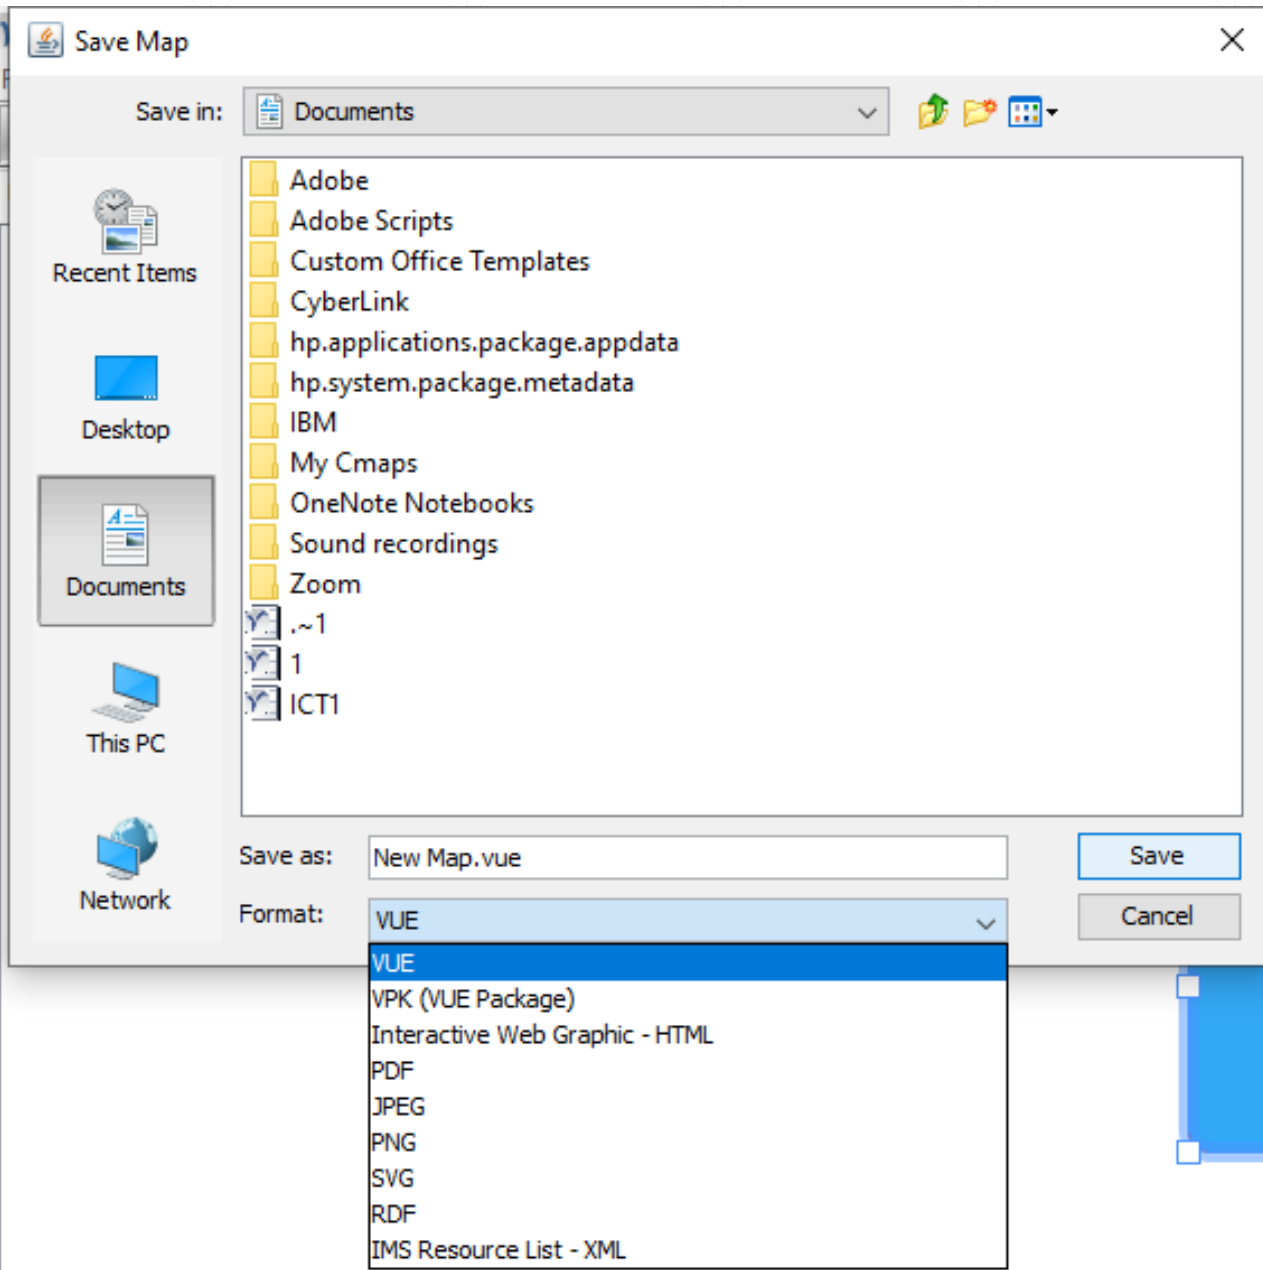 Save Map
Save in: Documents
Recent Items
Desktop
Documents
This PC
Network
Adobe
Adobe Scripts
Custom Office Templates
CyberLink
hp.applications.package.appdata
hp.system.package.metadata
IBM
My Cmaps
OneNote Notebooks
Sound recordings
Zoom
.~1
1
ICT1
Save as: New Map.vue Save
Format: VUE Cancel
VUE
VPK (VUE Package)
Interactive Web Graphic - HTML
PDF
JPEG
PNG
SVG
RDF
IMS Resource List - XML